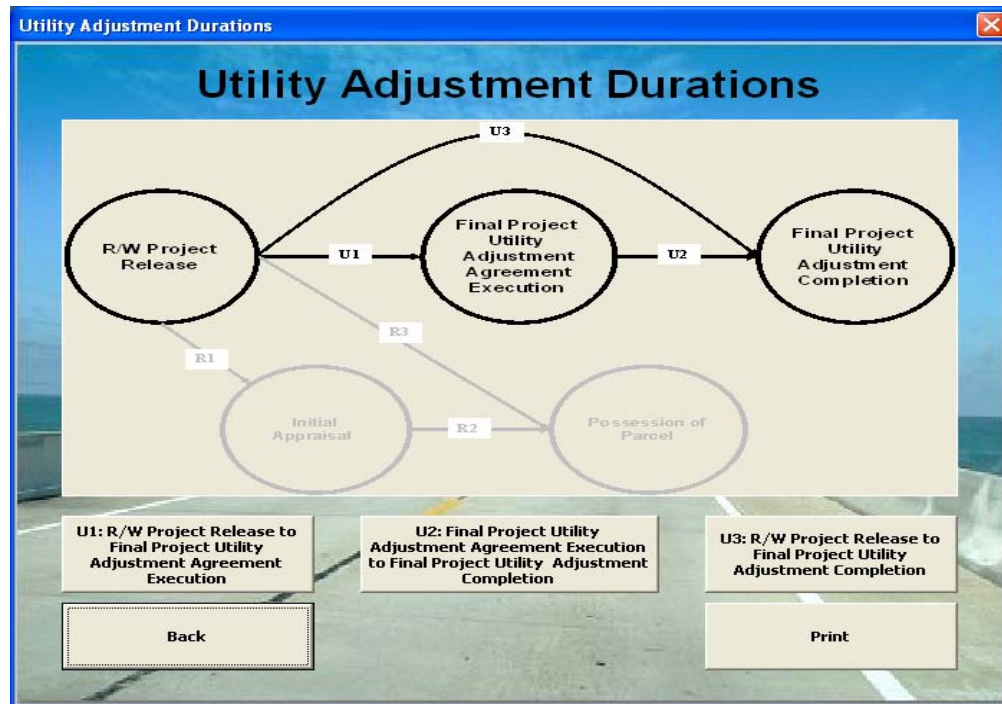 Utility Adjustment Durations
Utility Adjustment Durations
U3
R/W Project
Release
U1
Final Project
Utility
Adjustment
Agreement
Execution
U2
Final Project
Utility
Adjustment
Completion
R3
R1
Initial
Appraisal
R2
Possession of
Parcel
U1: R/W Project Release to
Final Project Utility
Adjustment Agreement
Execution
U2: Final Project Utility
Adjustment Agreement Execution
to Final Project Utility Adjustment
Completion
U3: R/W Project Release to
Final Project Utility
Adjustment Completion
Back
Print